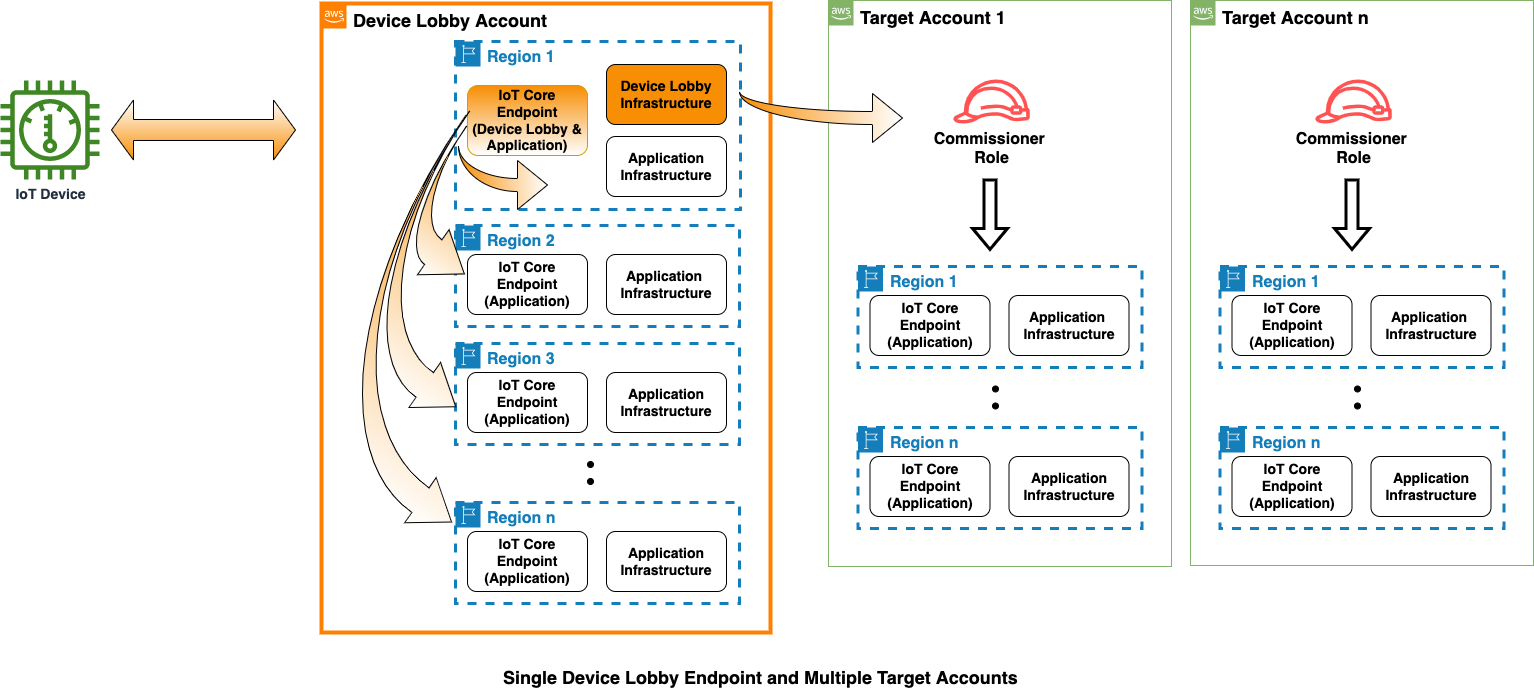 aws
Device Lobby Account
Region 1
IoT Core
Endpoint
(Device Lobby &
Application)
Device Lobby
Infrastructure
Application
Infrastructure
IoT Device
Region 2
IoT Core
Endpoint
(Application)
Application
Infrastructure
Region 3
IoT Core
Endpoint
(Application)
Application
Infrastructure
Region n
IoT Core
Endpoint
(Application)
Application
Infrastructure
aws
Target Account 1
Commissioner
Role
Region 1
IoT Core
Endpoint
(Application)
Application
Infrastructure
Region n
IoT Core
Endpoint
(Application)
Application
Infrastructure
aws
Target Account n
Commissioner
Role
Region 1
IoT Core
Endpoint
(Application)
Application
Infrastructure
Region n
IoT Core
Endpoint
(Application)
Application
Infrastructure
Single Device Lobby Endpoint and Multiple Target Accounts